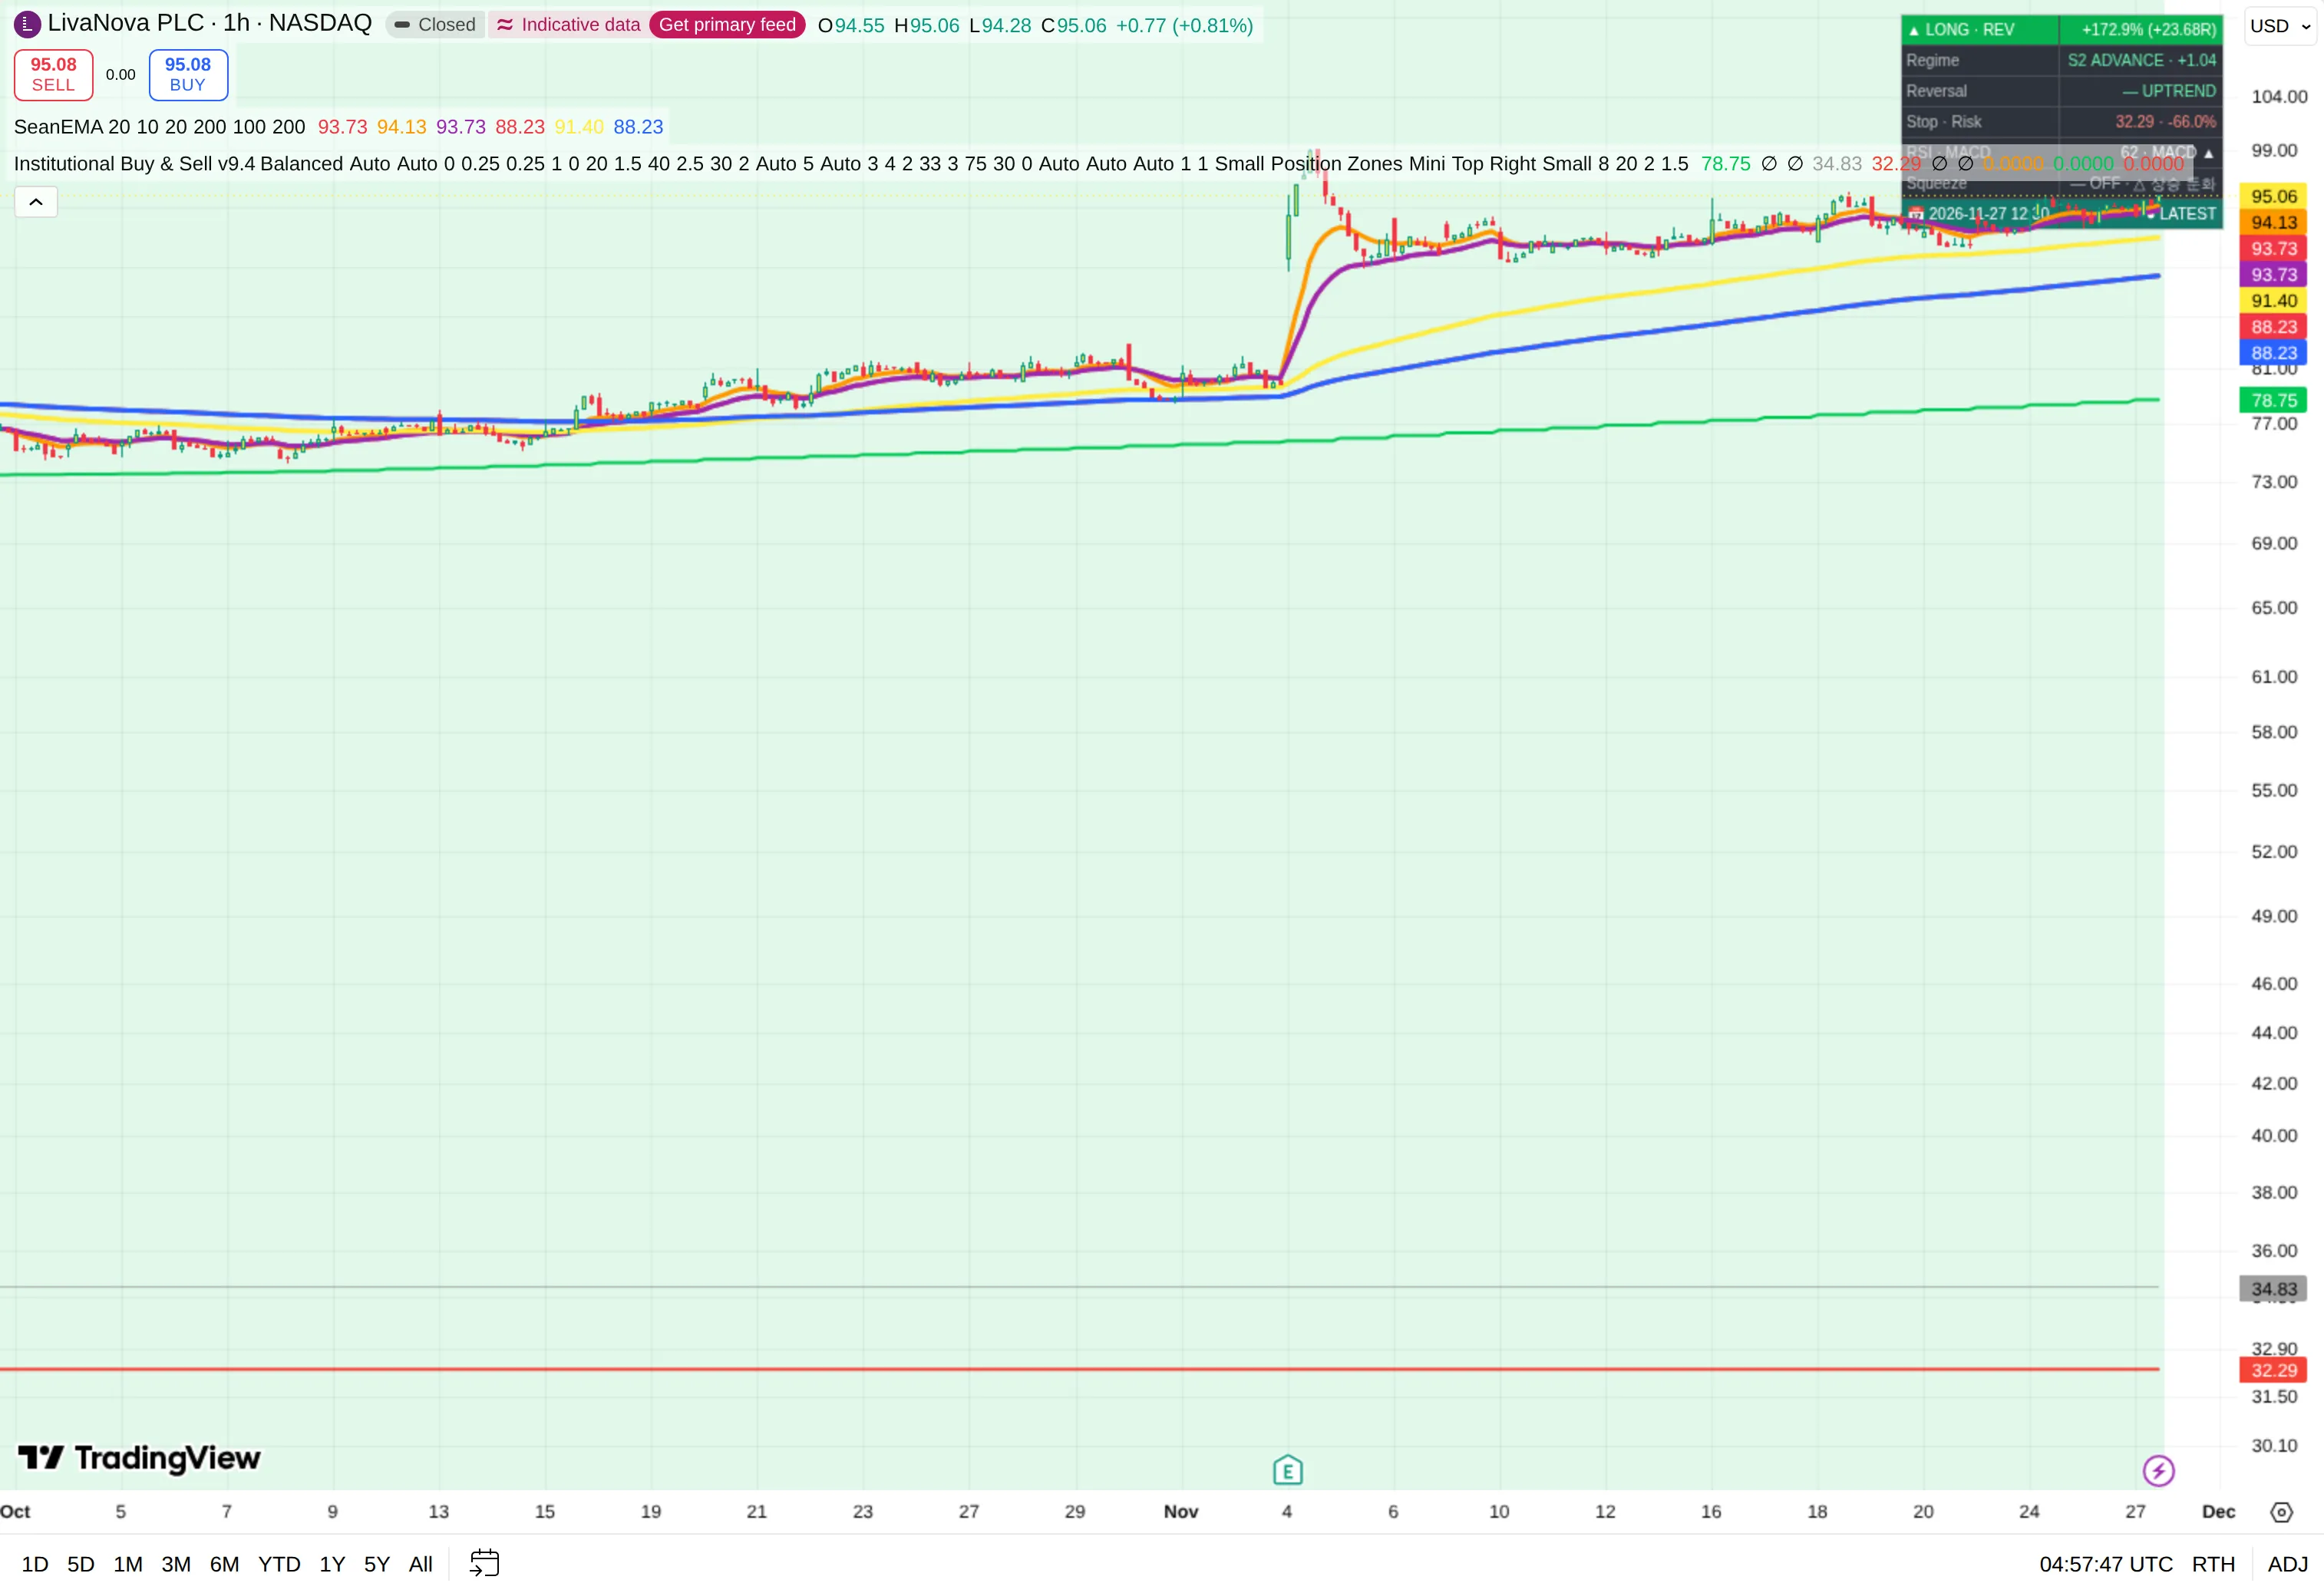 LivaNova PLC · 1h · NASDAQ Closed Indicative data Get primary feed O94.55 H95.06 L94.28 C95.06 +0.77 (+0.81%)
95.08 SELL 0.00 95.08 BUY
SeanEMA 20 10 20 200 100 200 93.73 94.13 93.73 88.23 91.40 88.23
Institutional Buy & Sell v9.4 Balanced Auto Auto 0 0.25 0.25 1 0 20 1.5 40 2.5 30 2 Auto 5 Auto 3 4 2 33 3 75 30 0 Auto Auto Auto 1 1 Small Position Zones Mini Top Right Small 8 20 2 1.5 78.75 ∅ ∅ 34.83 32.29 ∅ ∅ 0.0000 0.0000 0.0000
▲ LONG · REV +172.9% (+23.68R)
Regime S2 ADVANCE · +1.04
Reversal — UPTREND
Stop · Risk 32.29 · -66.0%
RSI · MACD 62 · MACD ▲
Squeeze — OFF · △ 상승 둔화
2026-11-27 12 LATEST
USD
104.00
99.00
95.06
94.13
93.73
93.73
91.40
88.23
88.23
81.00
78.75
77.00
73.00
69.00
65.00
61.00
58.00
55.00
52.00
49.00
46.00
44.00
42.00
40.00
38.00
36.00
34.83
32.90
32.29
31.50
30.10
TradingView
E
Oct 5 7 9 13 15 19 21 23 27 29 Nov 4 6 10 12 16 18 20 24 27 Dec
1D 5D 1M 3M 6M YTD 1Y 5Y All 04:57:47 UTC RTH ADJ